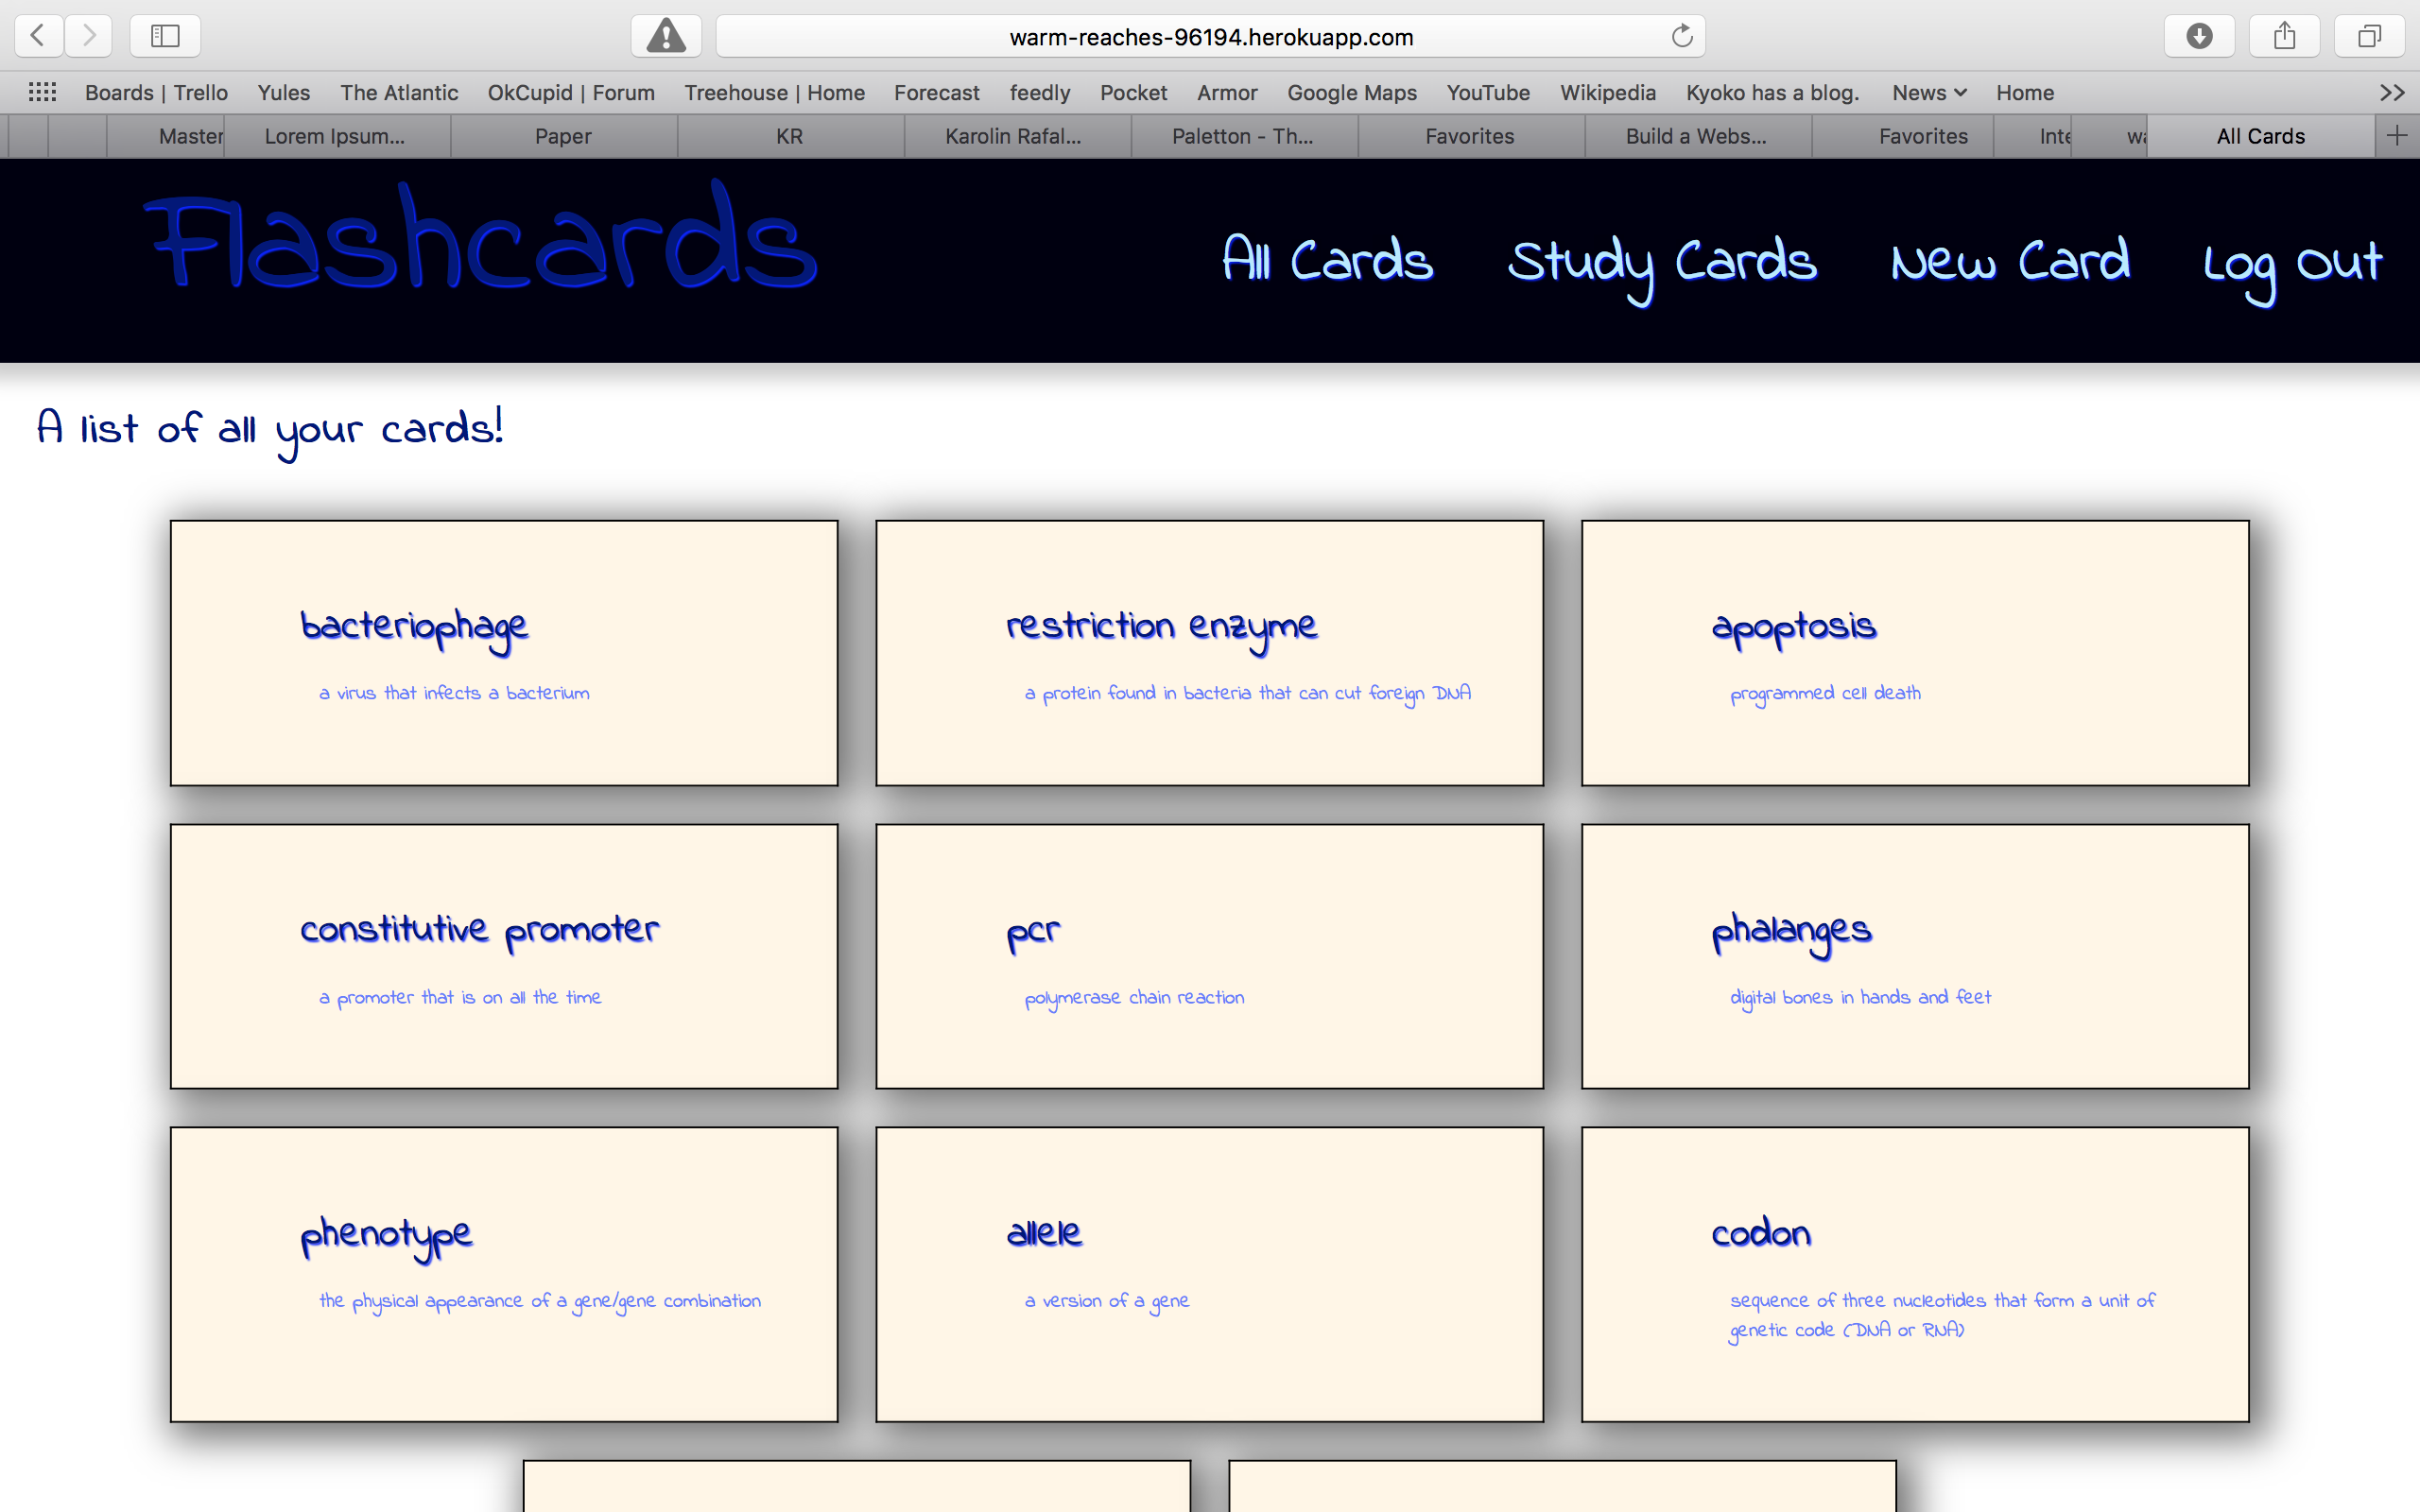 warm-reaches-96194.herokuapp.com
Boards | Trello Yules The Atlantic OkCupid | Forum Treehouse | Home Forecast feedly Pocket Armor Google Maps YouTube Wikipedia Kyoko has a blog. News Home
Master Lorem Ipsum... Paper KR Karolin Rafal... Paletton - Th... Favorites Build a Webs... Favorites Inte wa All Cards
Flashcards
All Cards Study Cards New Card Log Out
A list of all your cards!
bacteriophage
a virus that infects a bacterium
restriction enzyme
a protein found in bacteria that can cut foreign DNA
apoptosis
programmed cell death
constitutive promoter
a promoter that is on all the time
pcr
polymerase chain reaction
phalanges
digital bones in hands and feet
phenotype
the physical appearance of a gene/gene combination
allele
a version of a gene
codon
sequence of three nucleotides that form a unit of
genetic code (DNA or RNA)